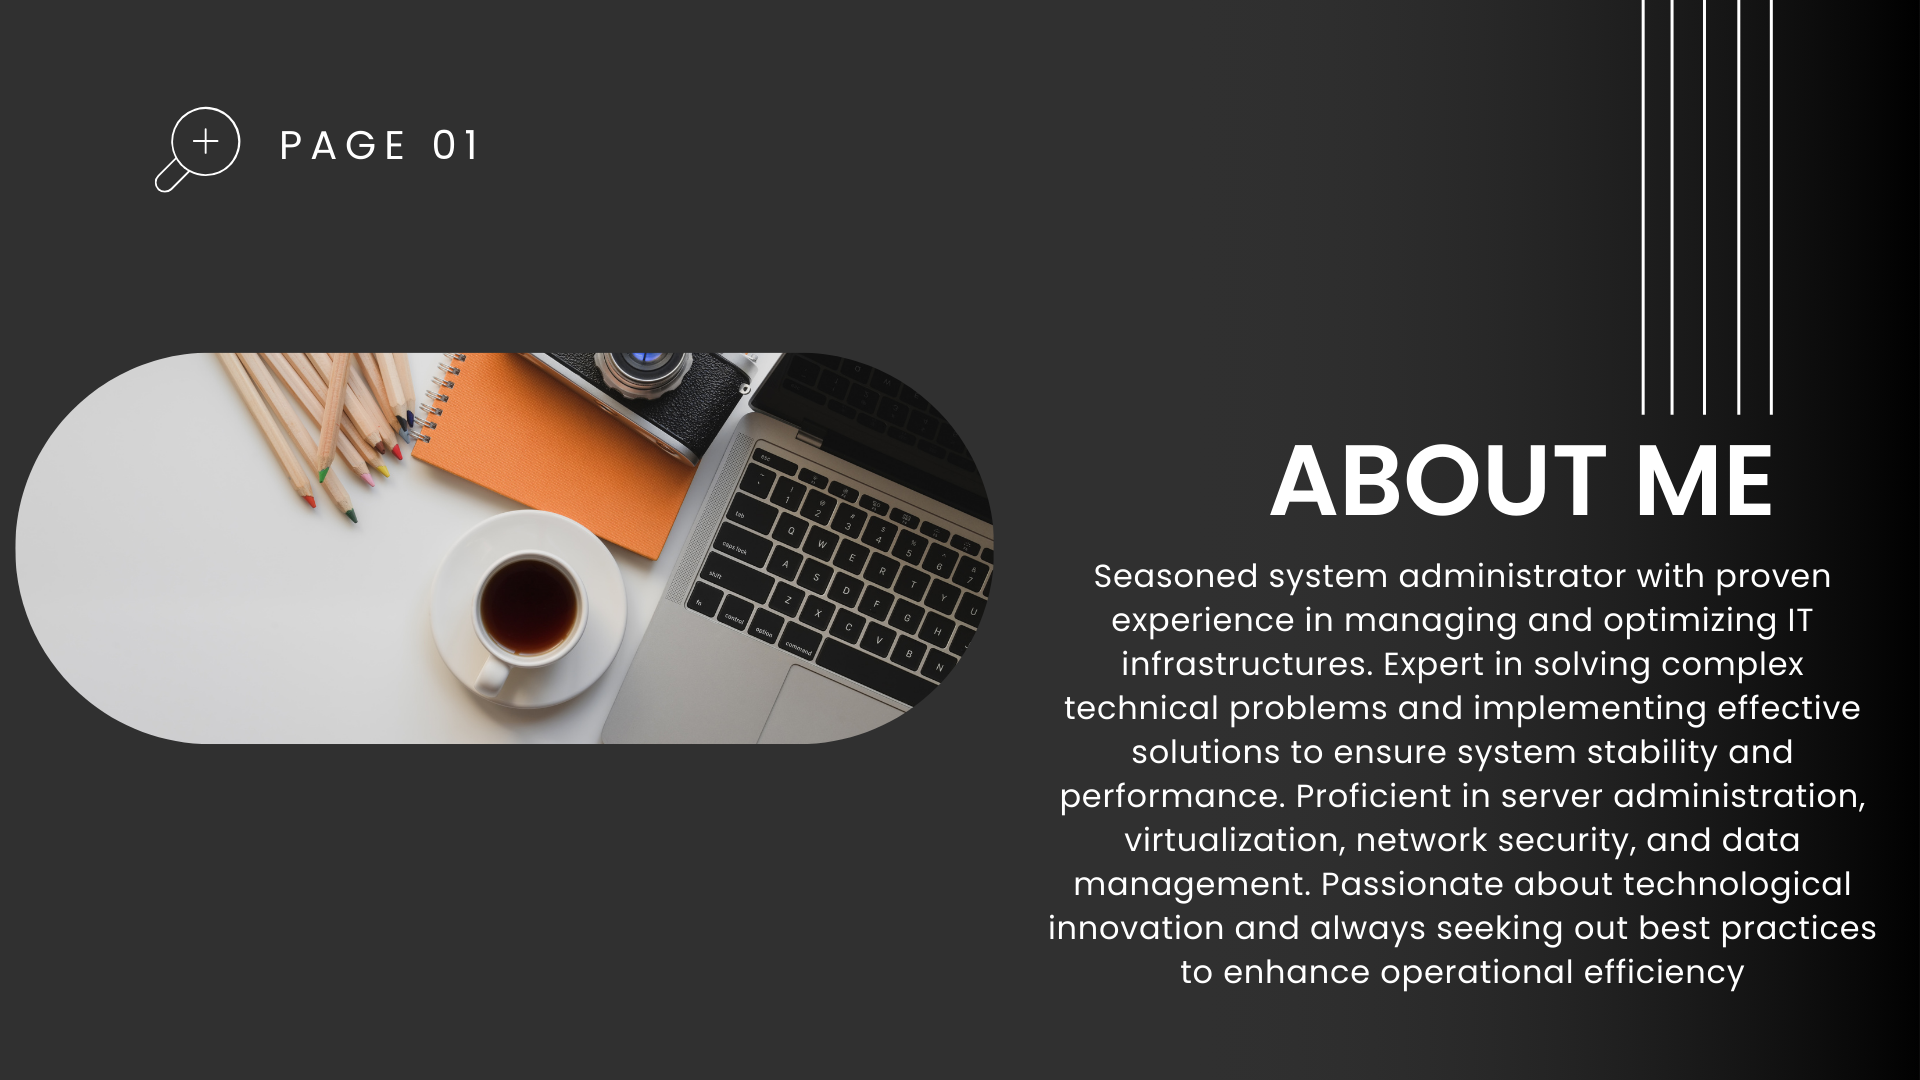 PAGE 01
ABOUT ME
Seasoned system administrator with proven
experience in managing and optimizing IT
infrastructures. Expert in solving complex
technical problems and implementing effective
solutions to ensure system stability and
performance. Proficient in server administration,
virtualization, network security, and data
management. Passionate about technological
innovation and always seeking out best practices
to enhance operational efficiency